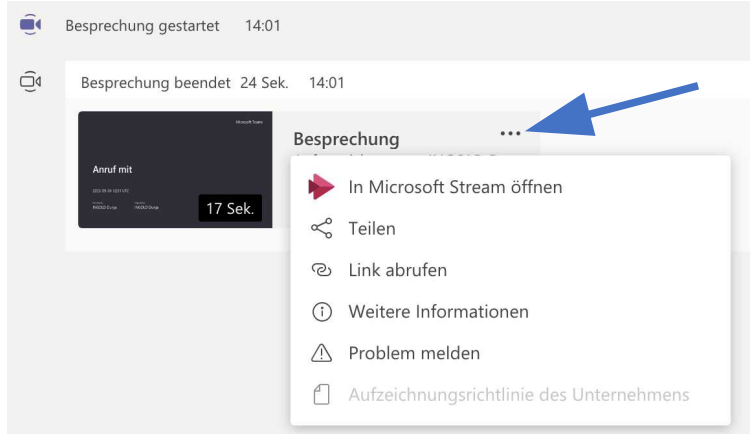 Besprechung gestartet 14:01
Besprechung beendet 24 Sek. 14:01
Microsoft Teams
Anruf mit
17 Sek.
Besprechung
In Microsoft Stream öffnen
Teilen
Link abrufen
Weitere Informationen
Problem melden
Aufzeichnungsrichtlinie des Unternehmens